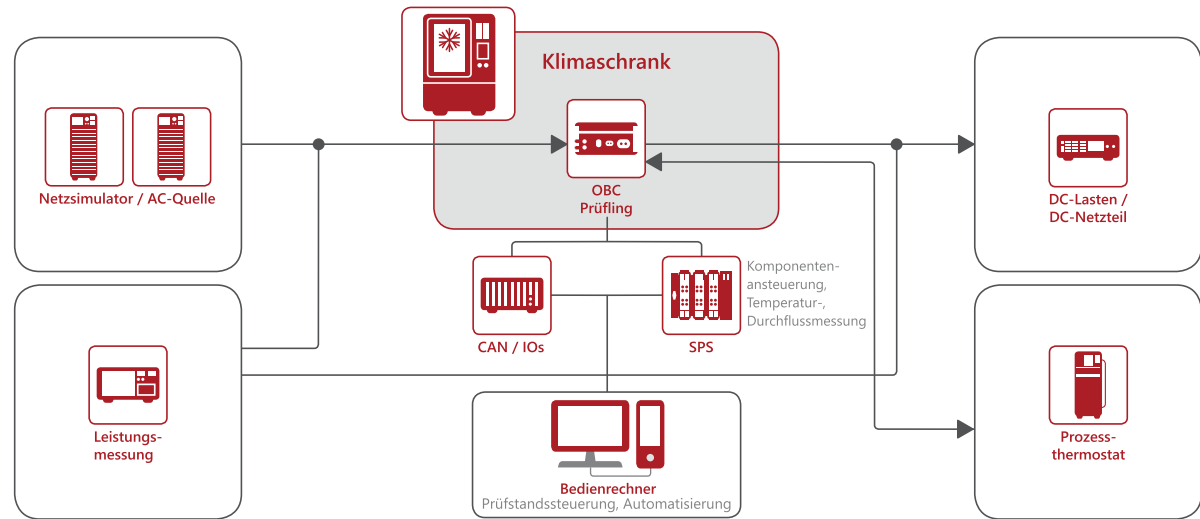 Klimaschrank
Netzsimulator / AC-Quelle
OBC
Prüfling
DC-Lasten /
DC-Netzteil
Komponenten-
ansteuerung,
Temperatur-,
Durchflussmessung
CAN / IOs
SPS
Leistungs-
messung
Prozess-
thermostat
Bedienrechner
Prüfstandssteuerung, Automatisierung